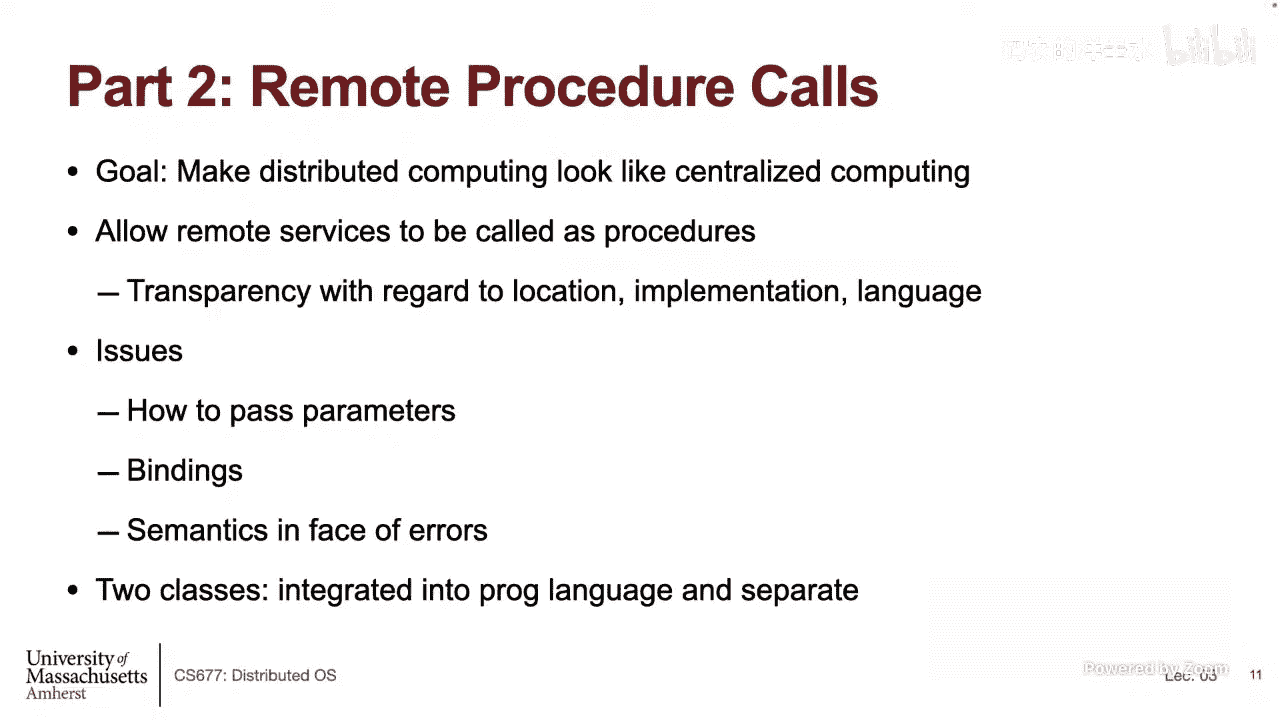 bilibili
Part 2: Remote Procedure Calls
• Goal: Make distributed computing look like centralized computing
• Allow remote services to be called as procedures
– Transparency with regard to location, implementation, language
• Issues
– How to pass parameters
– Bindings
– Semantics in face of errors
• Two classes: integrated into prog language and separate
University of
Massachusetts
Amherst
CS677: Distributed OS
Powered by Zoom
Lec. 03
11